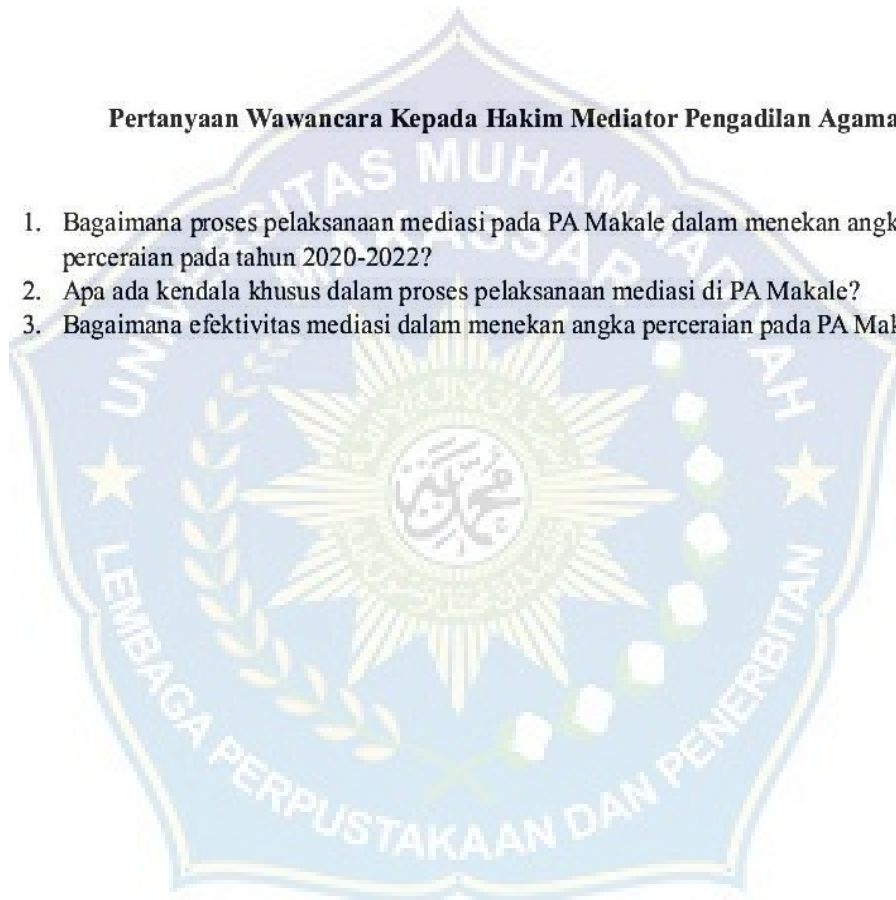 Pertanyaan Wawancara Kepada Hakim Mediator Pengadilan Agama
1. Bagaimana proses pelaksanaan mediasi pada PA Makale dalam menekan angk
perceraian pada tahun 2020-2022?
2. Apa ada kendala khusus dalam proses pelaksanaan mediasi di PA Makale?
3. Bagaimana efektivitas mediasi dalam menekan angka perceraian pada PA Mak
UNIVERSITAS MUHAMMADIYAH
MAKASSAR
LEMBAGA PERPUSTAKAAN DAN PENERBITAN